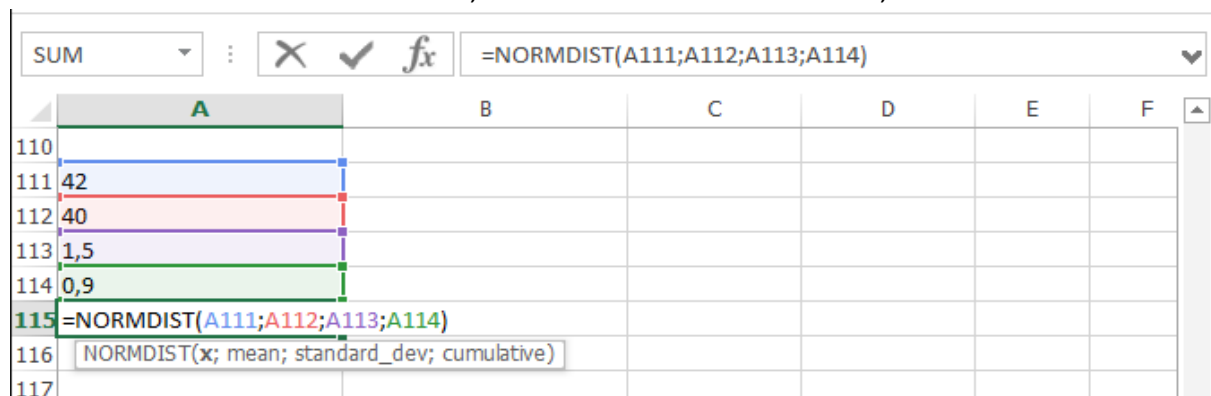 SUM =NORMDIST(A111;A112;A113;A114)
A B C D E F
110
111 42
112 40
113 1,5
114 0,9
115 =NORMDIST(A111;A112;A113;A114)
116 NORMDIST(x; mean; standard_dev; cumulative)
117